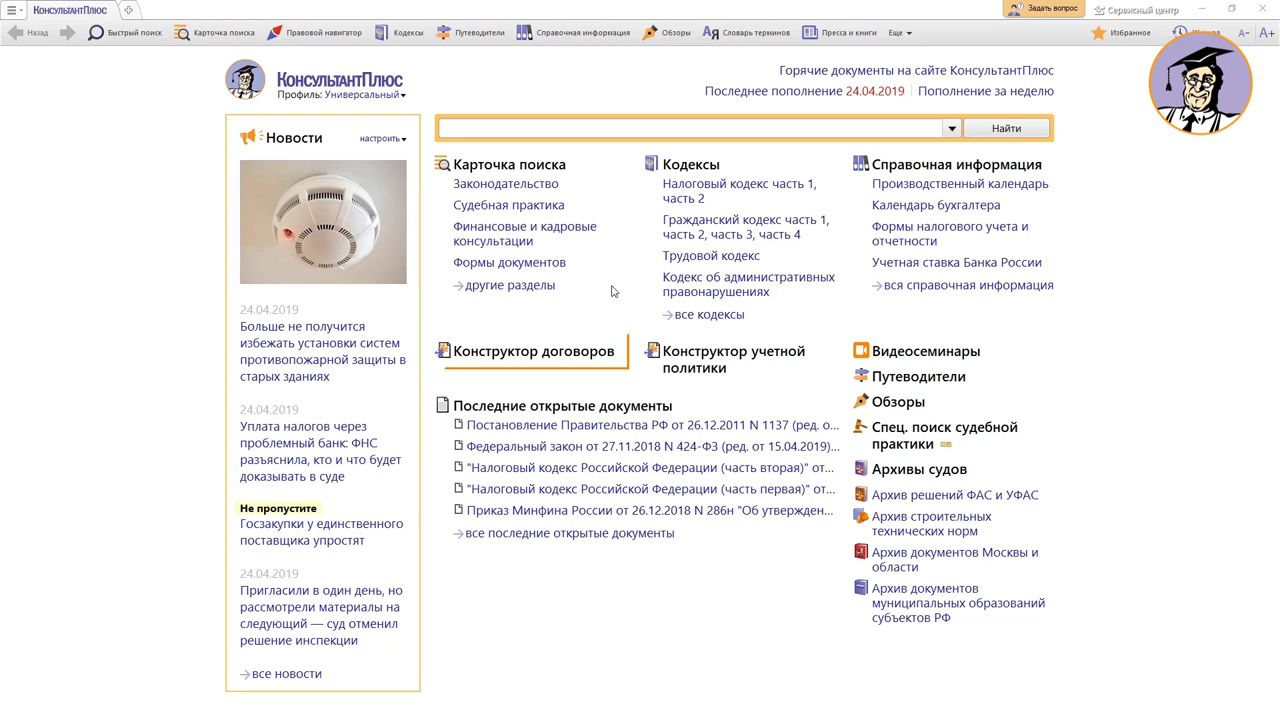 КонсультантПлюс
Задать вопрос
Сервисный центр
Назад
Быстрый поиск
Карточка поиска
Правовой навигатор
Кодексы
Путеводители
Справочная информация
Обзоры
Словарь терминов
Пресса и книги
Еще
Избранное
A-
A+
КонсультантПлюс
Профиль: Универсальный
Горячие документы на сайте КонсультантПлюс
Последнее пополнение 24.04.2019
Пополнение за неделю
Найти
Новости
настроить
24.04.2019
Больше не получится
избежать установки систем
противопожарной защиты в
старых зданиях
24.04.2019
Уплата налогов через
проблемный банк: ФНС
разъяснила, кто и что будет
доказывать в суде
Не пропустите
Госзакупки у единственного
поставщика упростят
24.04.2019
Пригласили в один день, но
рассмотрели материалы на
следующий — суд отменил
решение инспекции
все новости
Карточка поиска
Законодательство
Судебная практика
Финансовые и кадровые
консультации
Формы документов
другие разделы
Кодексы
Налоговый кодекс часть 1,
часть 2
Гражданский кодекс часть 1,
часть 2, часть 3, часть 4
Трудовой кодекс
Кодекс об административных
правонарушениях
все кодексы
Справочная информация
Производственный календарь
Календарь бухгалтера
Формы налогового учета и
отчетности
Учетная ставка Банка России
вся справочная информация
Конструктор договоров
Конструктор учетной
политики
Последние открытые документы
Постановление Правительства РФ от 26.12.2011 N 1137 (ред. о...
Федеральный закон от 27.11.2018 N 424-ФЗ (ред. от 15.04.2019)...
"Налоговый кодекс Российской Федерации (часть вторая)" от...
"Налоговый кодекс Российской Федерации (часть первая)" от...
Приказ Минфина России от 26.12.2018 N 286н "Об утвержден...
все последние открытые документы
Видеосеминары
Путеводители
Обзоры
Спец. поиск судебной
практики
Архивы судов
Архив решений ФАС и УФАС
Архив строительных
технических норм
Архив документов Москвы и
области
Архив документов
муниципальных образований
субъектов РФ